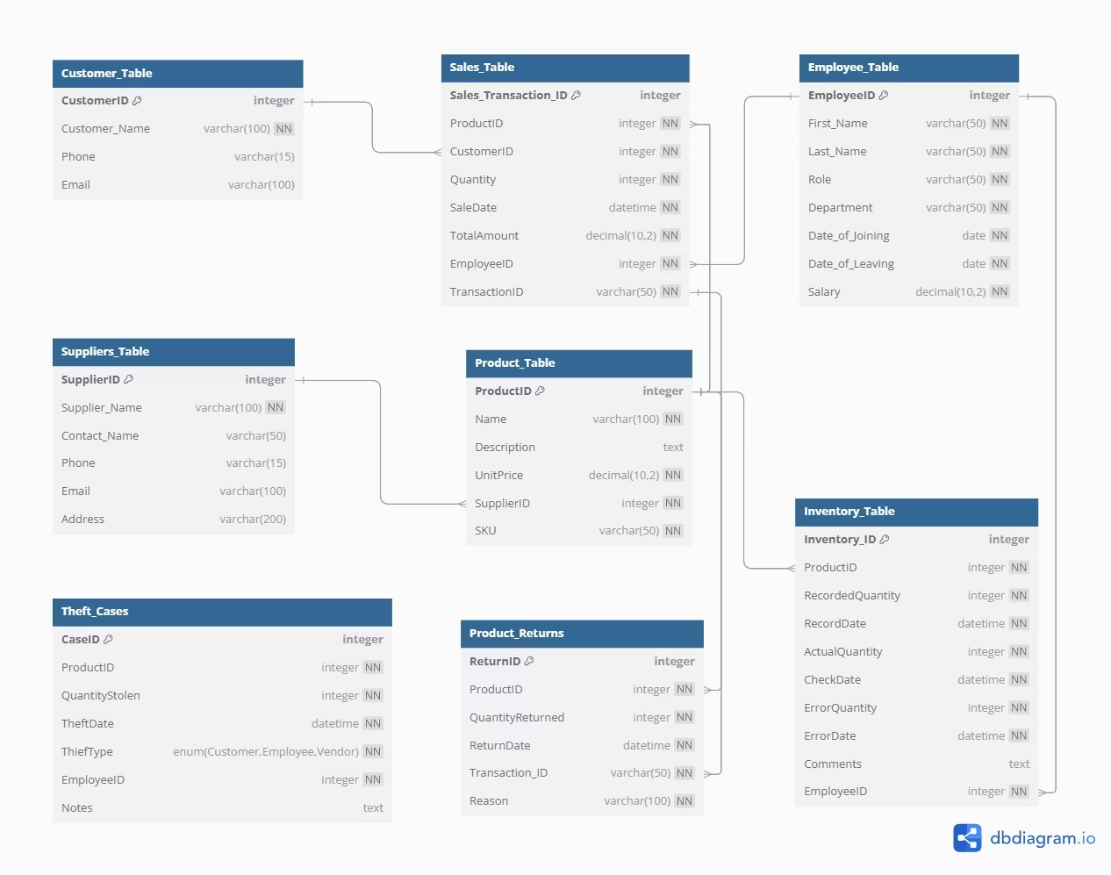 Customer_Table
CustomerID integer
Customer_Name varchar(100) NN
Phone varchar(15)
Email varchar(100)
Sales_Table
Sales_Transaction_ID integer
ProductID integer NN
CustomerID integer NN
Quantity integer NN
SaleDate datetime NN
TotalAmount decimal(10,2) NN
EmployeeID integer NN
TransactionID varchar(50) NN
Employee_Table
EmployeeID integer
First_Name varchar(50) NN
Last_Name varchar(50) NN
Role varchar(50) NN
Department varchar(50) NN
Date_of_Joining date NN
Date_of_Leaving date NN
Salary decimal(10,2) NN
Suppliers_Table
SupplierID integer
Supplier_Name varchar(100) NN
Contact_Name varchar(50)
Phone varchar(15)
Email varchar(100)
Address varchar(200)
Product_Table
ProductID integer
Name varchar(100) NN
Description text
UnitPrice decimal(10,2) NN
SupplierID integer NN
SKU varchar(50) NN
Inventory_Table
Inventory_ID integer
ProductID integer NN
RecordedQuantity integer NN
RecordDate datetime NN
ActualQuantity integer NN
CheckDate datetime NN
ErrorQuantity integer NN
ErrorDate datetime NN
Comments text
EmployeeID integer NN
Theft_Cases
CaseID integer
ProductID integer NN
QuantityStolen integer NN
TheftDate datetime NN
ThiefType enum(Customer,Employee,Vendor) NN
EmployeeID integer NN
Notes text
Product_Returns
ReturnID integer
ProductID integer NN
QuantityReturned integer NN
ReturnDate datetime NN
Transaction_ID varchar(50) NN
Reason varchar(100) NN
dbdiagram.io